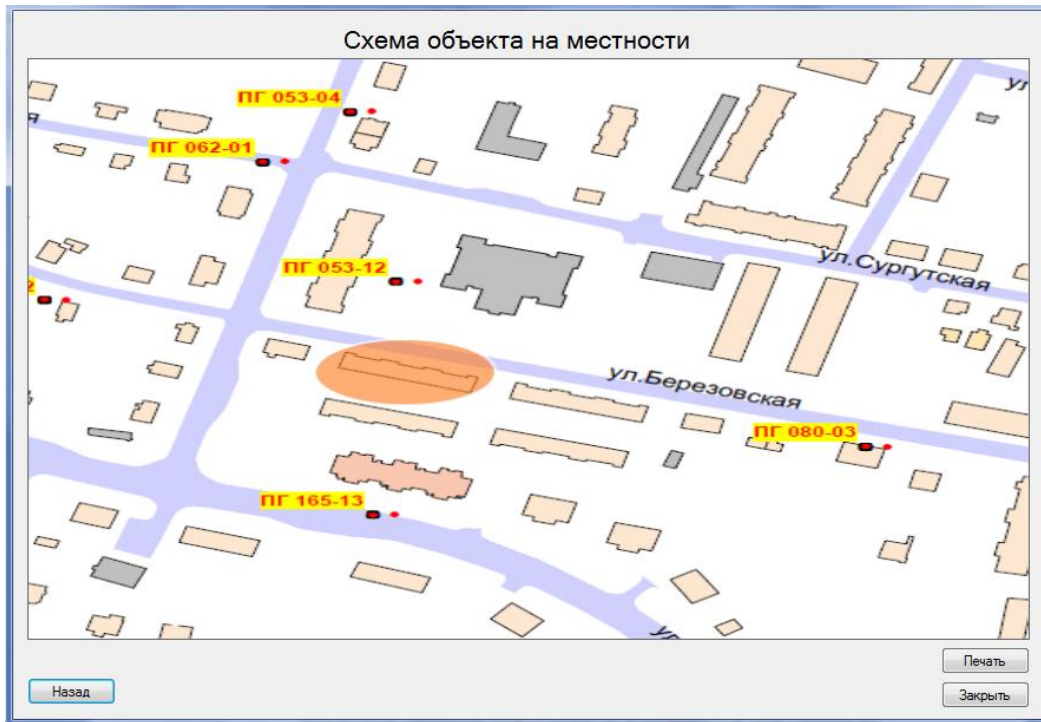 Схема объекта на местности
ПГ 053-04
ПГ 062-01
ПГ 053-12
ул.Сургутская
ул.Березовская
ПГ 080-03
ПГ 165-13
Печать
Назад
Закрыть